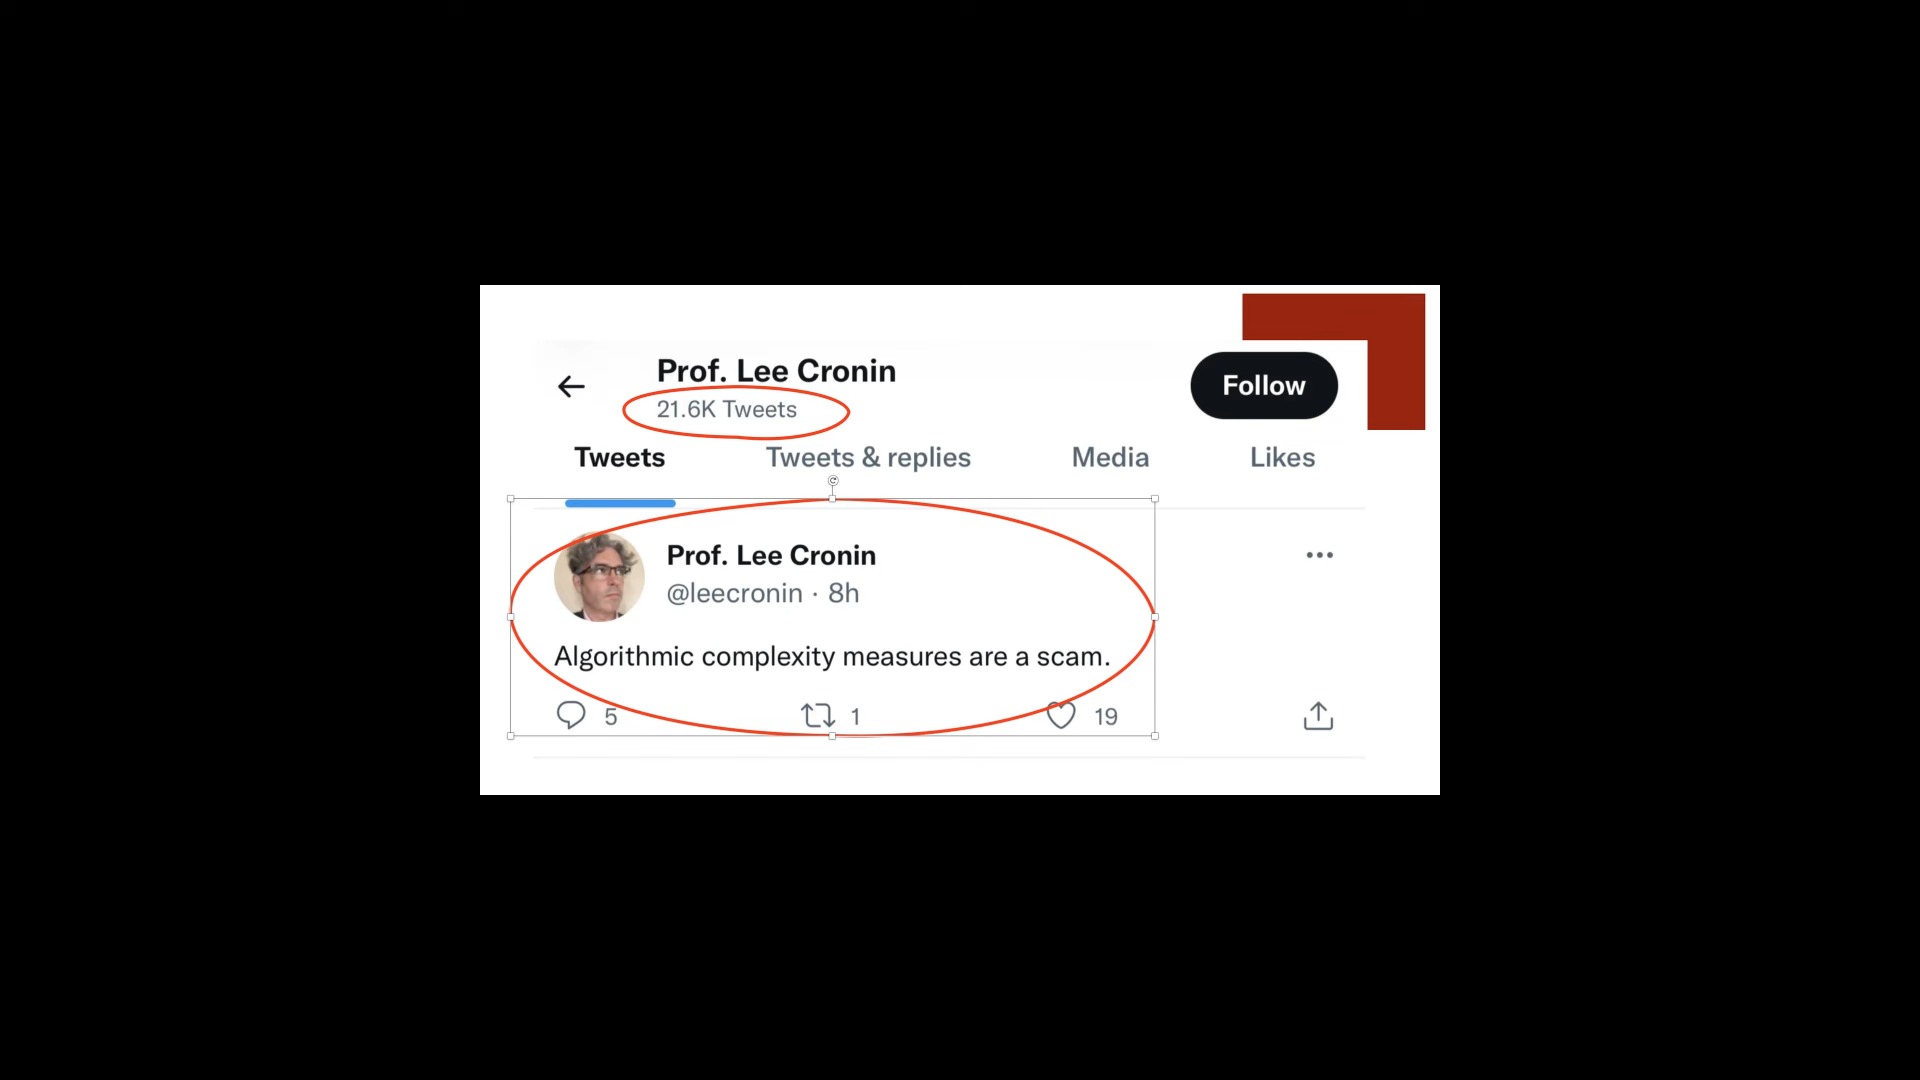 Prof. Lee Cronin
21.6K Tweets
Follow
Tweets Tweets & replies Media Likes
Prof. Lee Cronin
@leecronin · 8h
Algorithmic complexity measures are a scam.
5 1 19